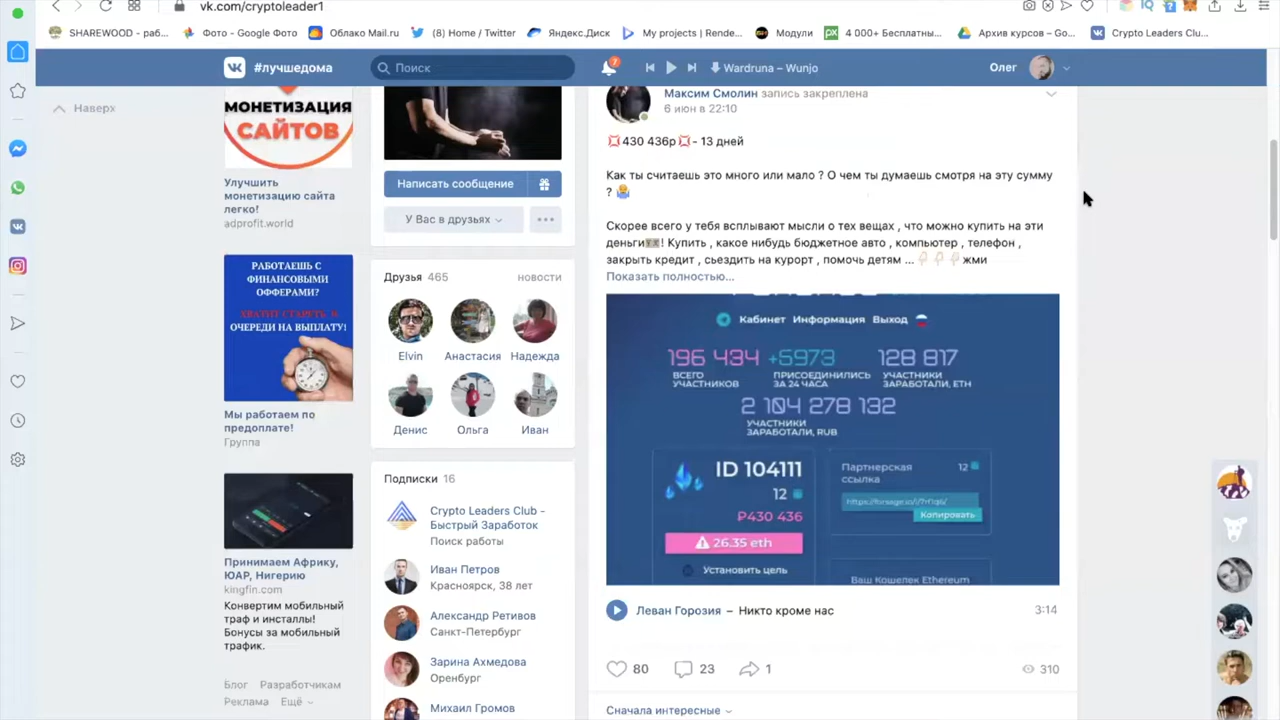 vk.com/cryptoleader1
SHAREWOOD - раб...
Фото - Google Фото
Облако Mail.ru
(8) Home / Twitter
Яндекс.Диск
My projects | Rende...
Модули
4 000+ Бесплатны...
Архив курсов – Go...
Crypto Leaders Clu...
#лучшедома
Поиск
7
Wardruna – Wunjo
Олег
Наверх
МОНЕТИЗАЦИЯ
САЙТОВ
Улучшить
монетизацию сайта
легко!
adprofit.world
РАБОТАЕШЬ С
ФИНАНСОВЫМИ
ОФФЕРАМИ?
ХВАТИТ СТОЯТЬ В
ОЧЕРЕДИ НА ВЫПЛАТУ!
Мы работаем по
предоплате!
Группа
Принимаем Африку,
ЮАР, Нигерию
kingfin.com
Конвертим мобильный
траф и инсталлы!
Бонусы за мобильный
трафик.
Блог Разработчикам
Реклама Ещё
Написать сообщение
У Вас в друзьях
Друзья 465
новости
Elvin
Анастасия
Надежда
Денис
Ольга
Иван
Подписки 16
Crypto Leaders Club -
Быстрый Заработок
Поиск работы
Иван Петров
Красноярск, 38 лет
Александр Ретивов
Санкт-Петербург
Зарина Ахмедова
Оренбург
Михаил Громов
Максим Смолин запись закреплена
6 июн в 22:10
430 436р - 13 дней
Как ты считаешь это много или мало ? О чем ты думаешь смотря на эту сумму
?
Скорее всего у тебя всплывают мысли о тех вещах , что можно купить на эти
деньги! Купить , какое нибудь бюджетное авто , компьютер , телефон ,
закрыть кредит , сьездить на курорт , помочь детям ... жми
Показать полностью...
Кабинет Информация Выход
196 434 +5973 128 817
ВСЕГО УЧАСТНИКОВ
ПРИСОЕДИНИЛИСЬ ЗА 24 ЧАСА
УЧАСТНИКИ ЗАРАБОТАЛИ, ETH
2 104 278 132
УЧАСТНИКИ
ЗАРАБОТАЛИ, RUB
ID 104111
12
₽430 436
26.35 eth
Установить цель
Партнерская
ссылка
12
Копировать
Ваш Кошелек Ethereum
Леван Горозия – Никто кроме нас
3:14
80
23
1
310
Сначала интересные